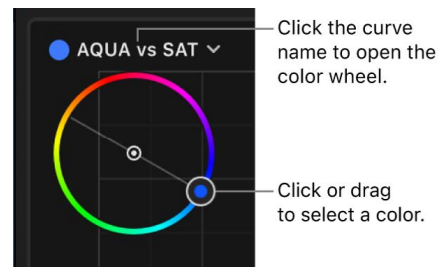 Click the curve
name to open the
color wheel.
AQUA vs SAT
Click or drag
to select a color.